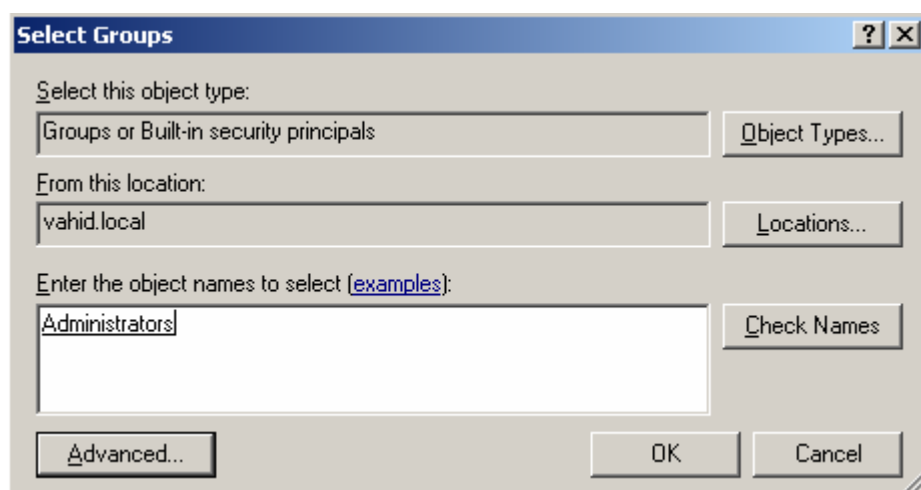 Select Groups
Select this object type:
Groups or Built-in security principals
Object Types...
From this location:
vahid.local
Locations...
Enter the object names to select (examples):
Administrators
Check Names
Advanced...
OK
Cancel